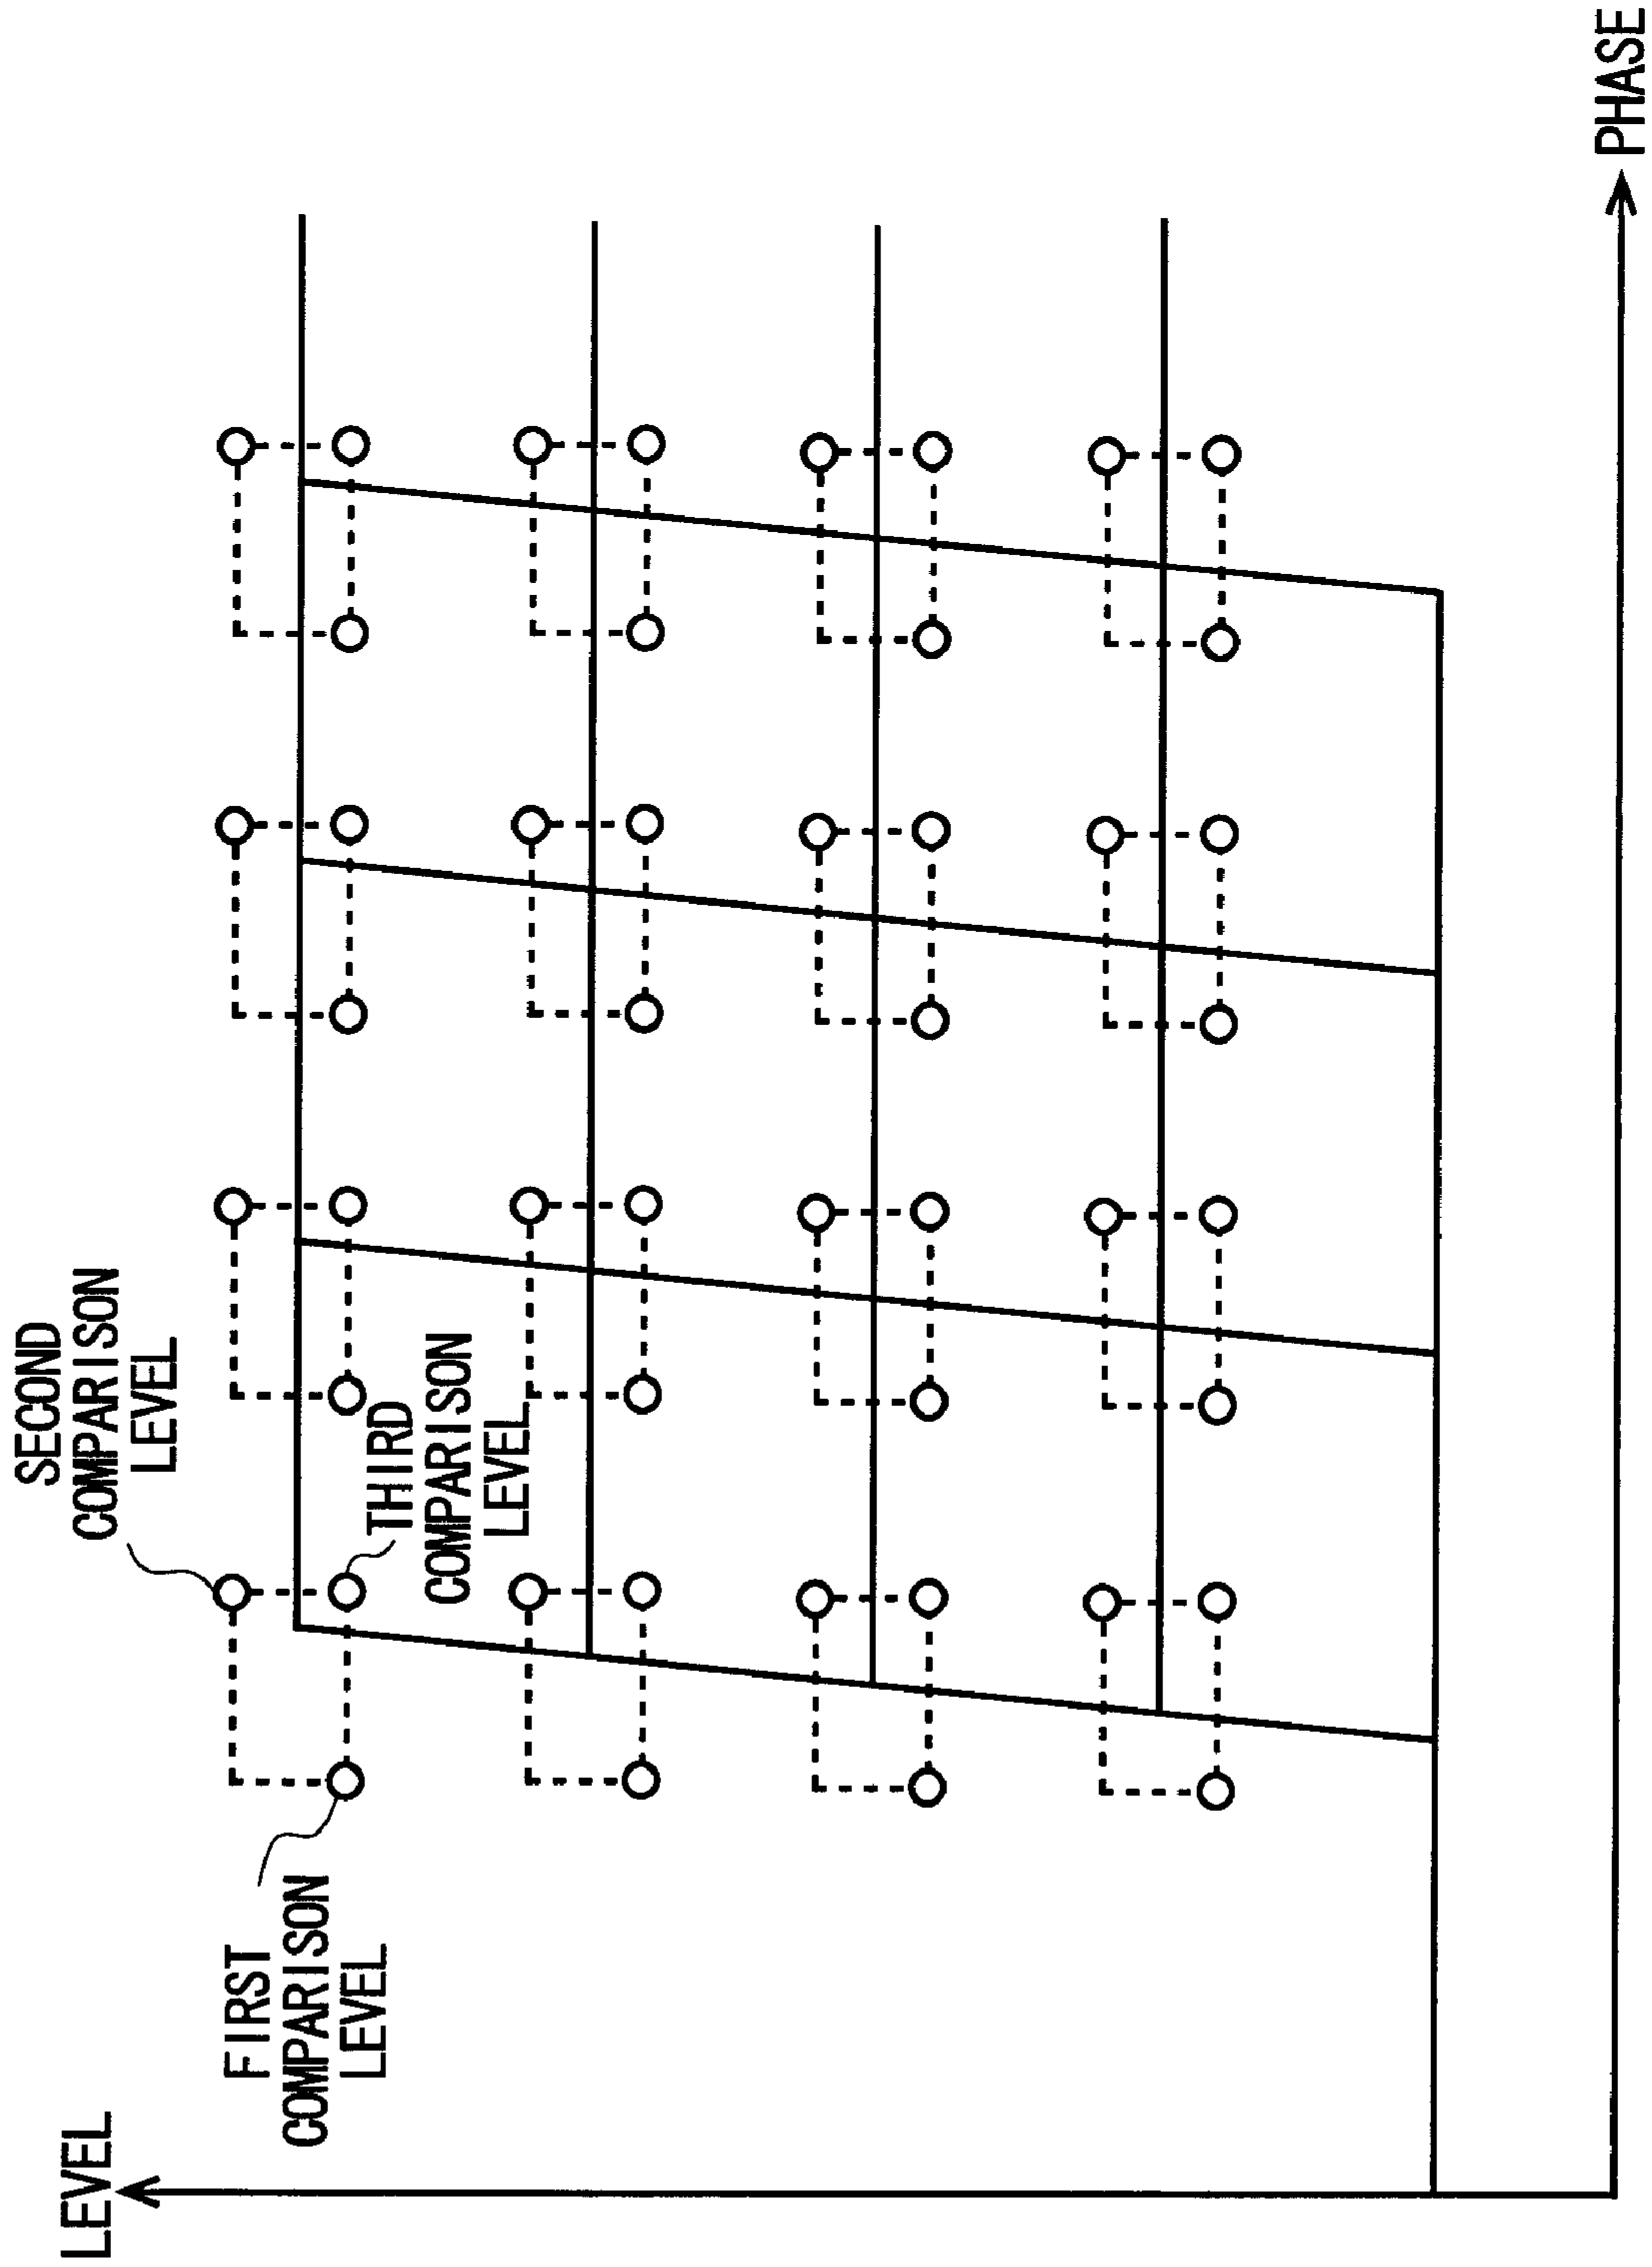 LEVEL
FIRST
COMPARISON
LEVEL
SECOND
COMPARISON
LEVEL
THIRD
COMPARISON
LEVEL
PHASE